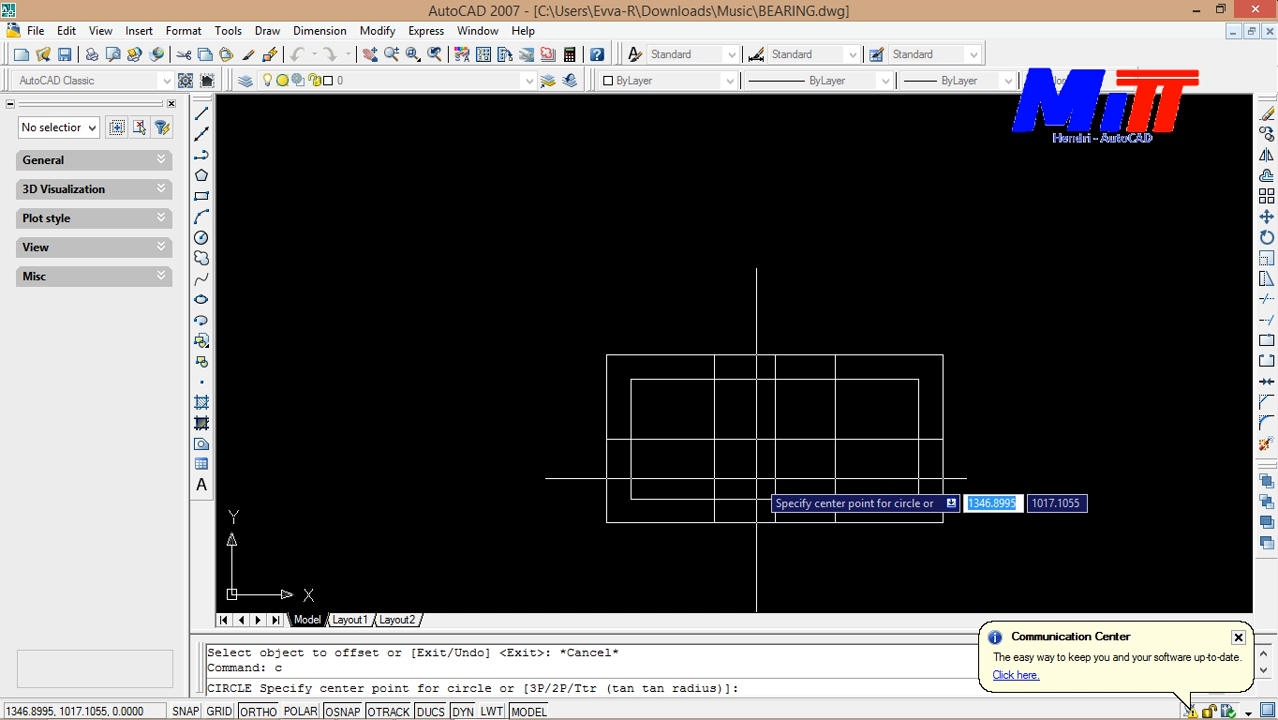 AutoCAD 2007 - [C:\Users\Evva-R\Downloads\Music\BEARING.dwg]
File Edit View Insert Format Tools Draw Dimension Modify Express Window Help
Standard Standard Standard
AutoCAD Classic 0 ByLayer ByLayer ByLayer
MiTT
Hendri - AutoCAD
No selection
General
3D Visualization
Plot style
View
Misc
A
Specify center point for circle or 1346.8995 1017.1055
Y
X
Model Layout1 Layout2
Communication Center
The easy way to keep you and your software up-to-date.
Click here.
Select object to offset or [Exit/Undo] <Exit>: *Cancel*
Command: c
CIRCLE Specify center point for circle or [3P/2P/Ttr (tan tan radius)]:
1346.8995, 1017.1055, 0.0000 SNAP GRID ORTHO POLAR OSNAP OTRACK DUCS DYN LWT MODEL